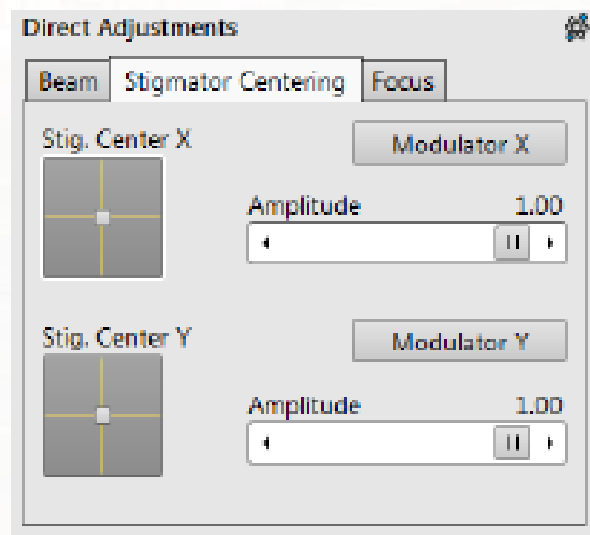 Direct Adjustments
Beam Stigmator Centering Focus
Stig. Center X Modulator X
Amplitude 1.00
Stig. Center Y Modulator Y
Amplitude 1.00